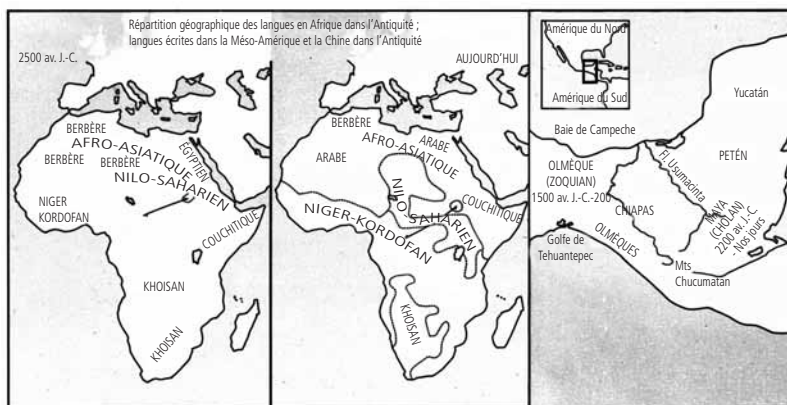 Répartition géographique des langues en Afrique dans l’Antiquité ;
langues écrites dans la Méso-Amérique et la Chine dans l’Antiquité
2500 av. J.-C.
BERBÈRE
BERBÈRE
AFRO-ASIATIQUE
BERBÈRE
ÉGYPTIEN
NILO-SAHARIEN
NIGER
KORDOFAN
COUCHITIQUE
KHOISAN
KHOISAN
AUJOURD’HUI
BERBÈRE
ARABE
AFRO-ASIATIQUE
ARABE
NILO-SAHARIEN
COUCHITIQUE
NIGER-KORDOFAN
KHOISAN
Amérique du Nord
Amérique du Sud
Yucatán
Baie de Campeche
PETÉN
OLMÈQUE
(ZOQUIAN)
1500 av. J.-C.-200
Fl. Usumacinta
CHIAPAS
MAYA
(CHOLAN)
2200 av. J.-C.
- Nos jours
OLMÈQUES
Golfe de
Tehuantepec
Mts
Chucumatan